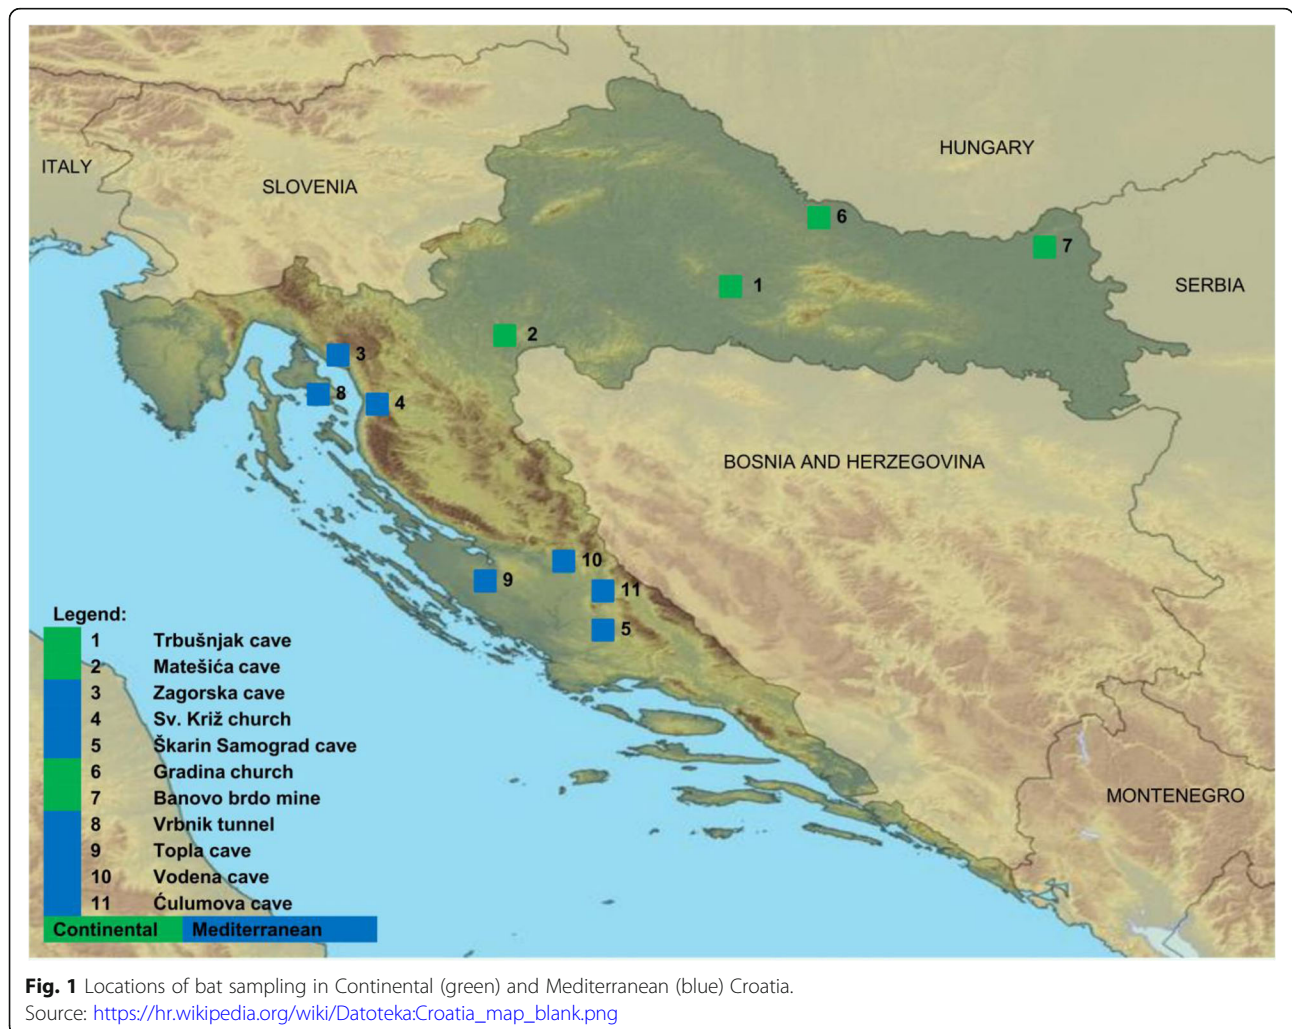 HUNGARY
ITALY
SLOVENIA
6
7
SERBIA
1
2
3
8
4
BOSNIA AND HERZEGOVINA
10
9
11
5
MONTENEGRO
Legend:
1 Trbušnjak cave
2 Matešića cave
3 Zagorska cave
4 Sv. Križ church
5 Škarin Samograd cave
6 Gradina church
7 Banovo brdo mine
8 Vrbnik tunnel
9 Topla cave
10 Vodena cave
11 Ćulumova cave
Continental Mediterranean
Fig. 1 Locations of bat sampling in Continental (green) and Mediterranean (blue) Croatia.
Source: https://hr.wikipedia.org/wiki/Datoteka:Croatia_map_blank.png